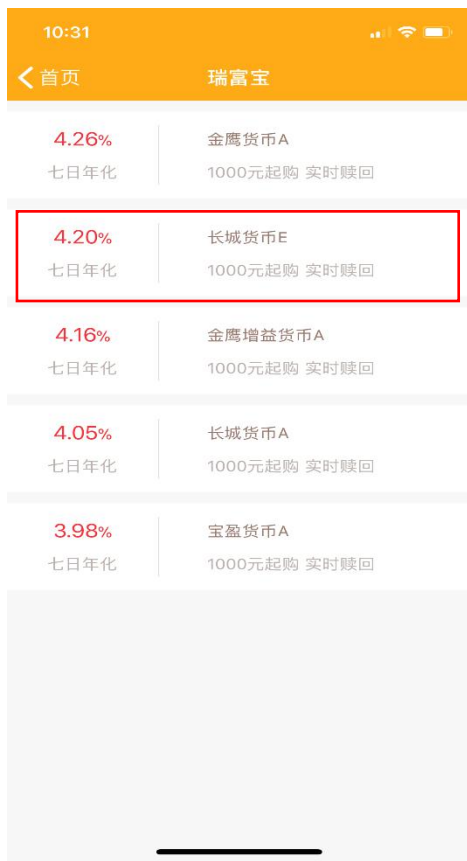 10:31
首页
瑞富宝
4.26%
金鹰货币A
七日年化
1000元起购 实时赎回
4.20%
长城货币E
七日年化
1000元起购 实时赎回
4.16%
金鹰增益货币A
七日年化
1000元起购 实时赎回
4.05%
长城货币A
七日年化
1000元起购 实时赎回
3.98%
宝盈货币A
七日年化
1000元起购 实时赎回